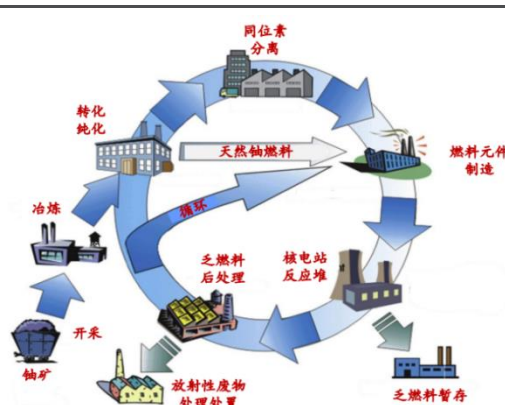 同位素
分离
转化
纯化
天然铀燃料
燃料元件
制造
循环
冶炼
乏燃料
后处理
核电站
反应堆
开采
铀矿
放射性废物
处理处置
乏燃料暂存